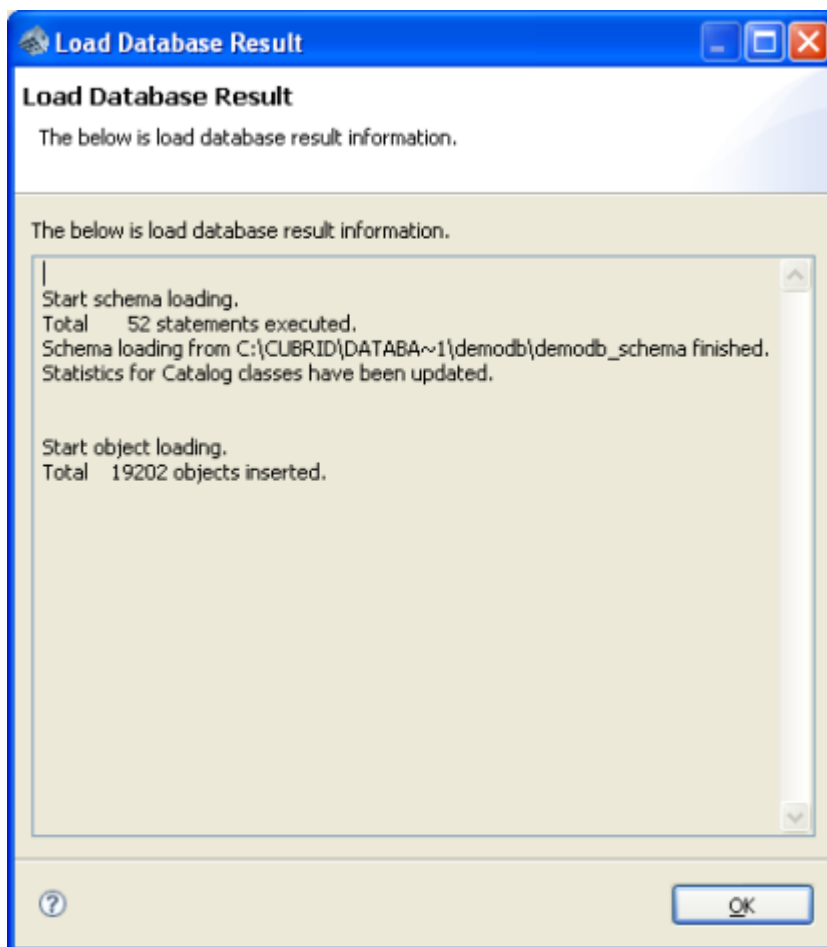 Load Database Result
Load Database Result
The below is load database result information.
The below is load database result information.
Start schema loading.
Total 52 statements executed.
Schema loading from C:\CUBRID\DATABA~1\demodb\demodb_schema finished.
Statistics for Catalog classes have been updated.
Start object loading.
Total 19202 objects inserted.
?
OK